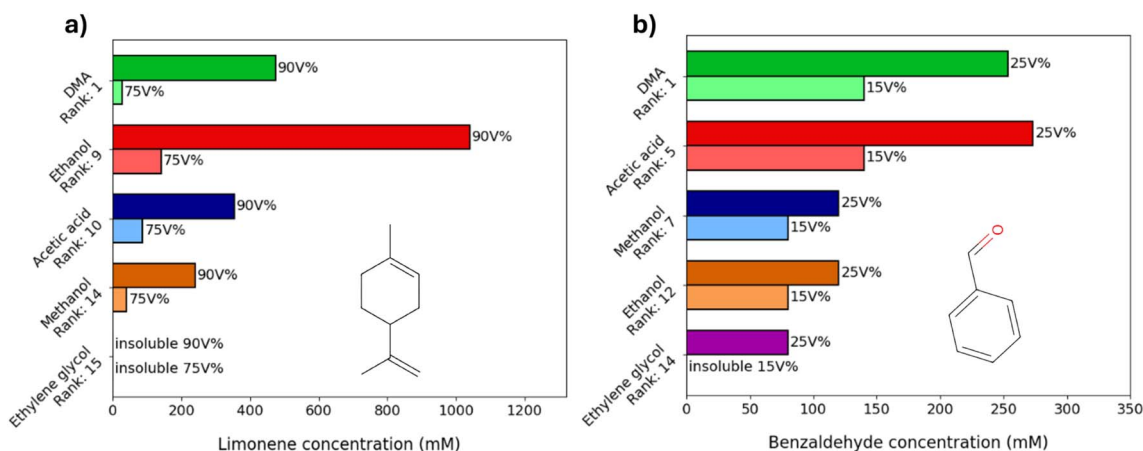 a)
DMA
Rank: 1
90V%
75V%
Ethanol
Rank: 9
90V%
75V%
Acetic acid
Rank: 10
90V%
75V%
Methanol
Rank: 14
90V%
75V%
Ethylene glycol
Rank: 15
insoluble 90V%
insoluble 75V%
0 200 400 600 800 1000 1200
Limonene concentration (mM)
b)
DMA
Rank: 1
25V%
15V%
Acetic acid
Rank: 5
25V%
15V%
Methanol
Rank: 7
25V%
15V%
Ethanol
Rank: 12
25V%
15V%
Ethylene glycol
Rank: 14
25V%
insoluble 15V%
O
0 50 100 150 200 250 300 350
Benzaldehyde concentration (mM)